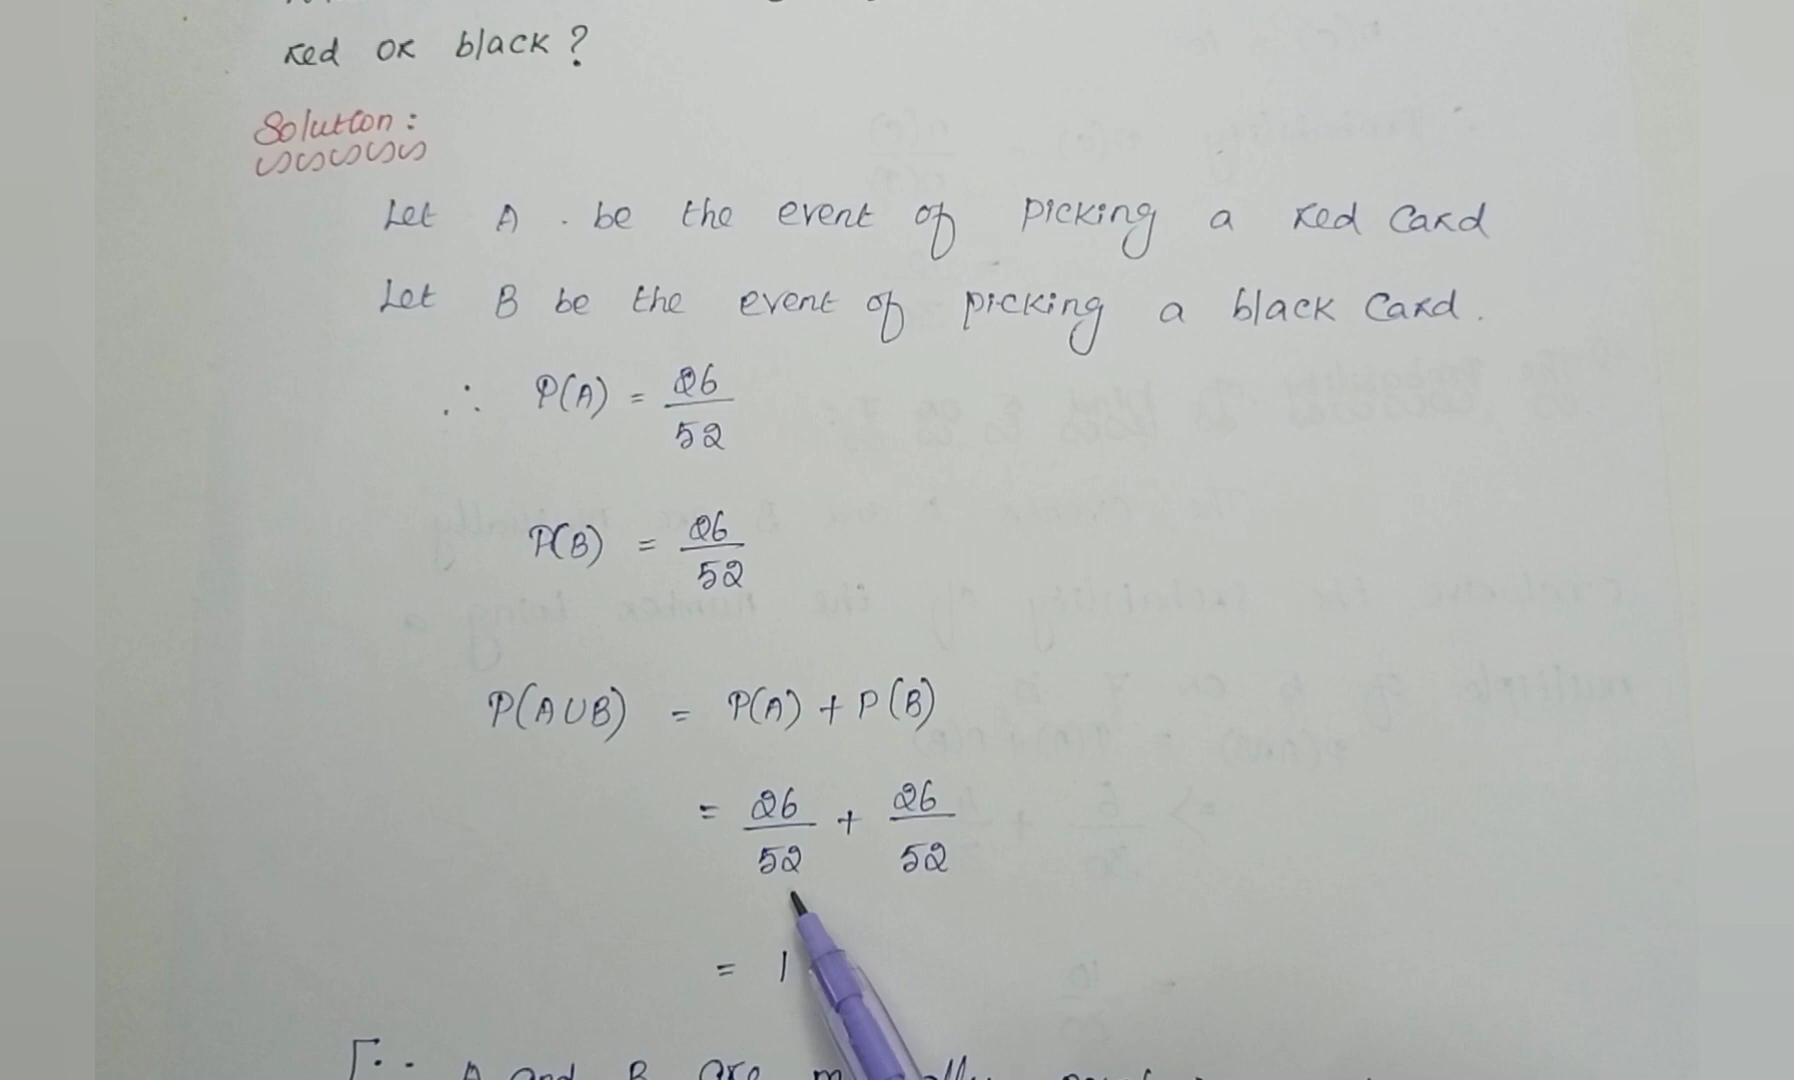 red or black?
Solution:
Let A be the event of picking a red card
Let B be the event of picking a black card.
∴ P(A) = 26/52
P(B) = 26/52
P(A∪B) = P(A) + P(B)
= 26/52 + 26/52
= 1
[∵ A and B are